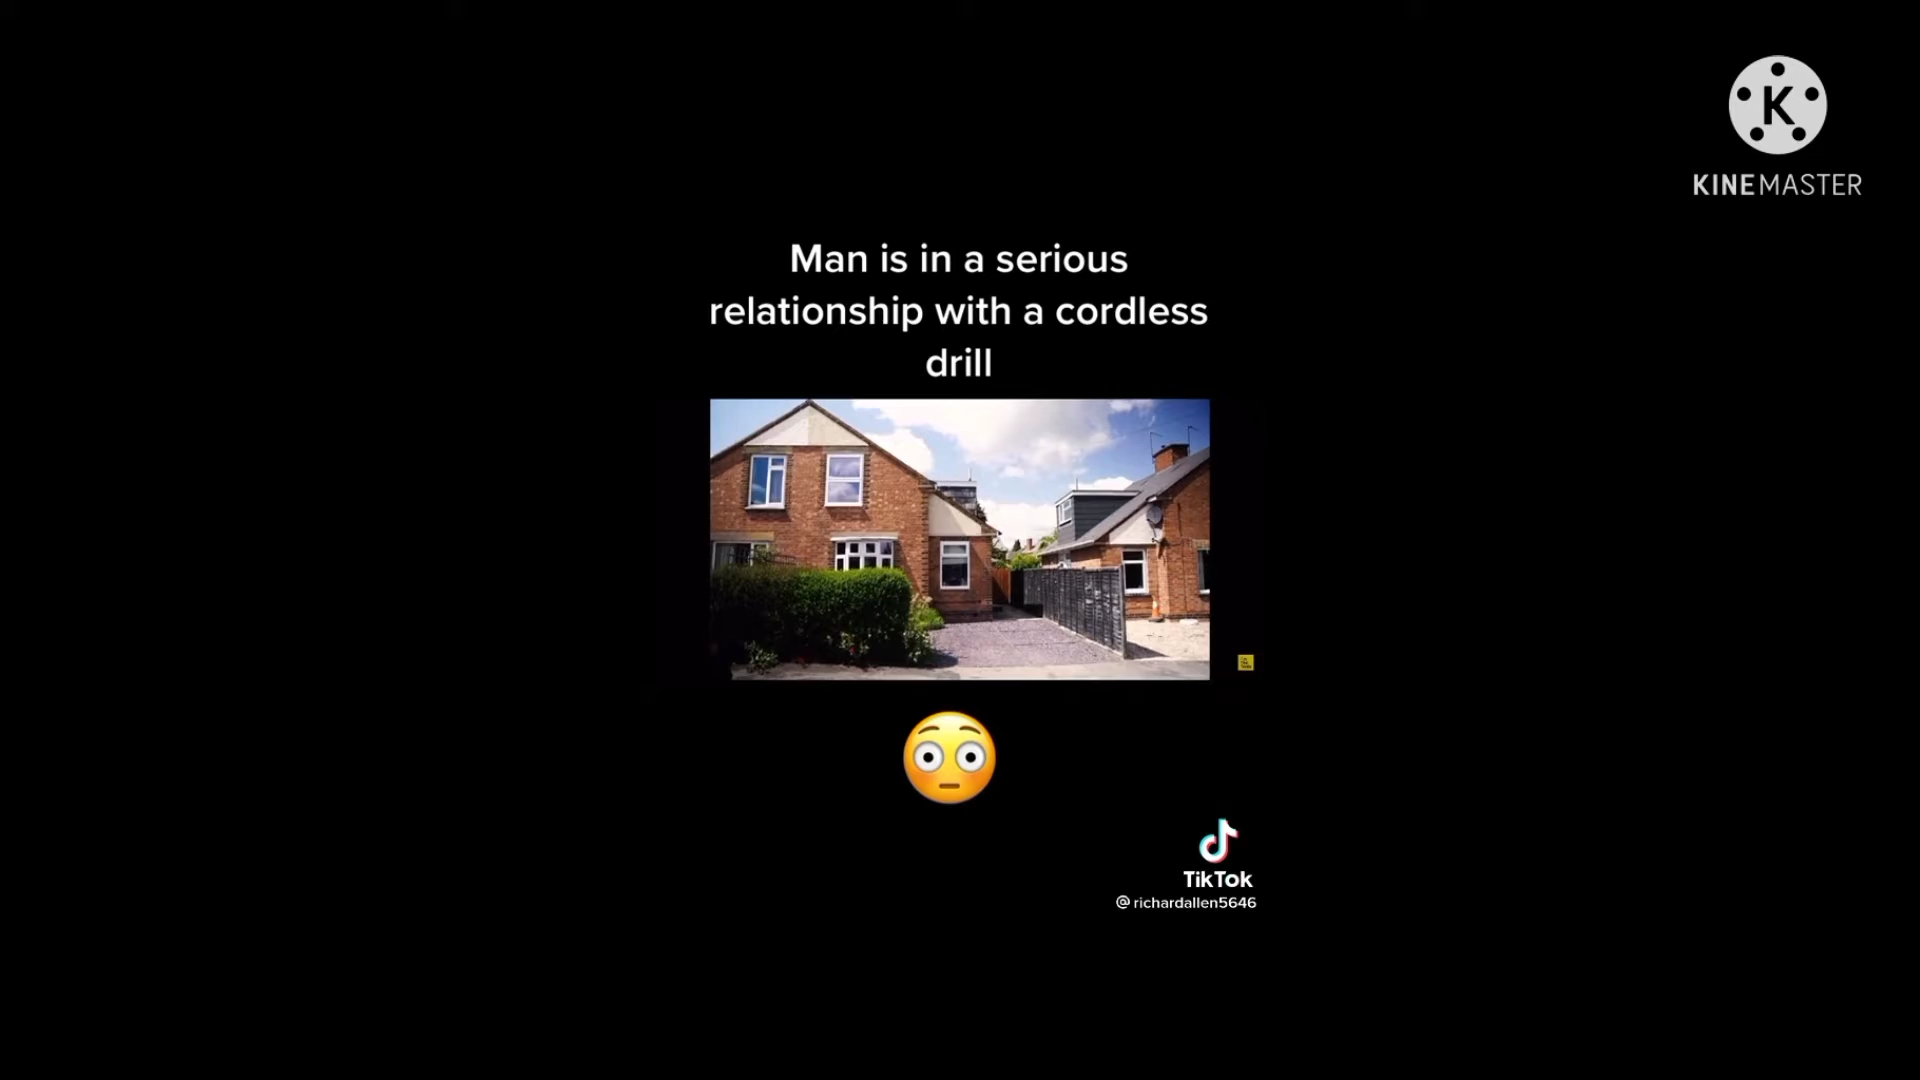 K
KINEMASTER
Man is in a serious
relationship with a cordless
drill
TikTok
@richardallen5646